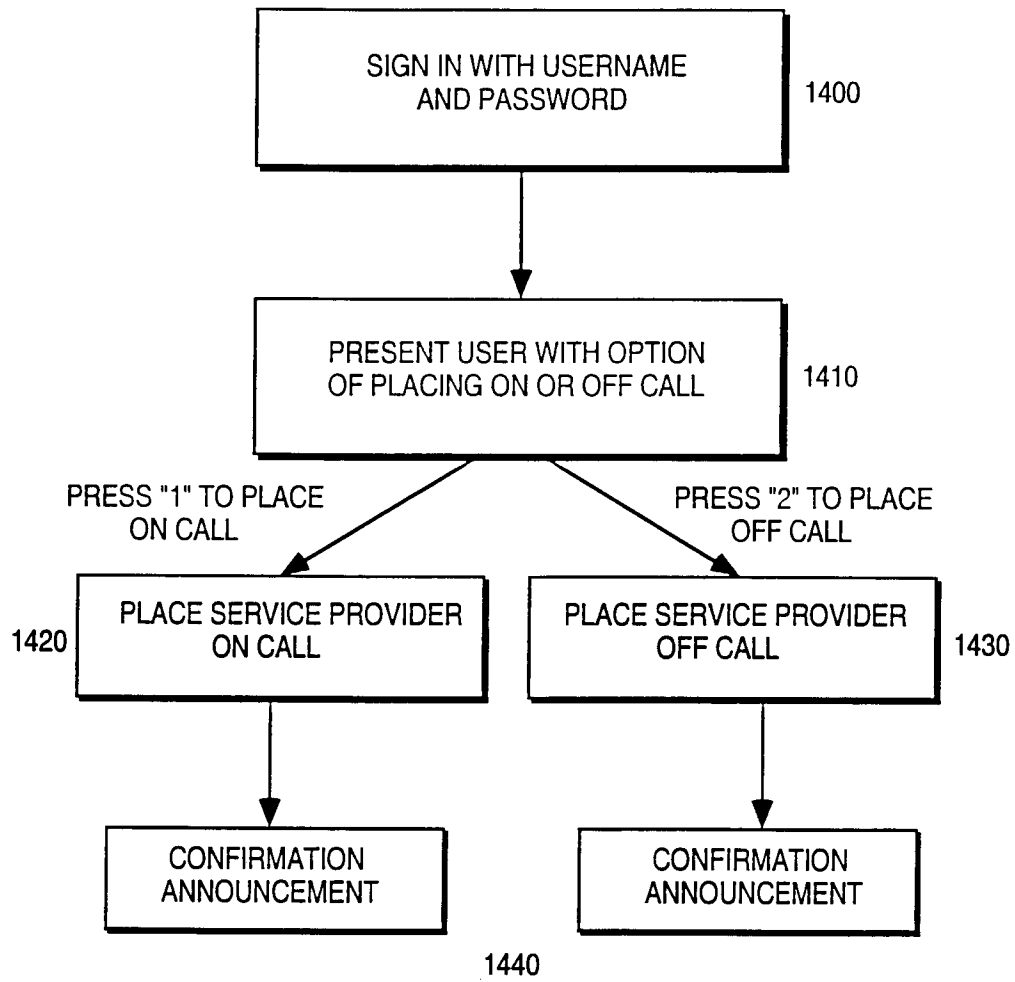 SIGN IN WITH USERNAME
AND PASSWORD
1400
PRESENT USER WITH OPTION
OF PLACING ON OR OFF CALL
1410
PRESS "1" TO PLACE
ON CALL
PRESS "2" TO PLACE
OFF CALL
1420
PLACE SERVICE PROVIDER
ON CALL
PLACE SERVICE PROVIDER
OFF CALL
1430
CONFIRMATION
ANNOUNCEMENT
CONFIRMATION
ANNOUNCEMENT
1440